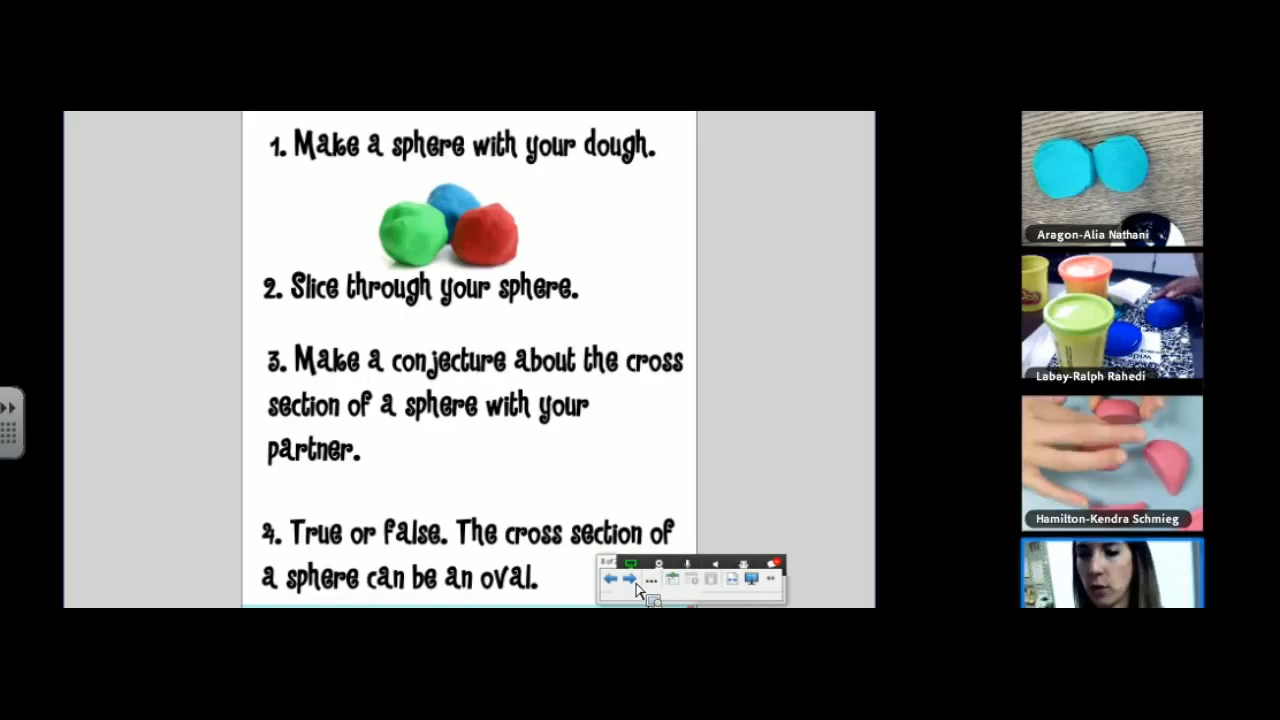 1. Make a sphere with your dough.
2. Slice through your sphere.
3. Make a conjecture about the cross
section of a sphere with your
partner.
4. True or False. The cross section of
a sphere can be an oval.
Aragon-Alia Nathani
Labay-Ralph Rahedi
Hamilton-Kendra Schmieg